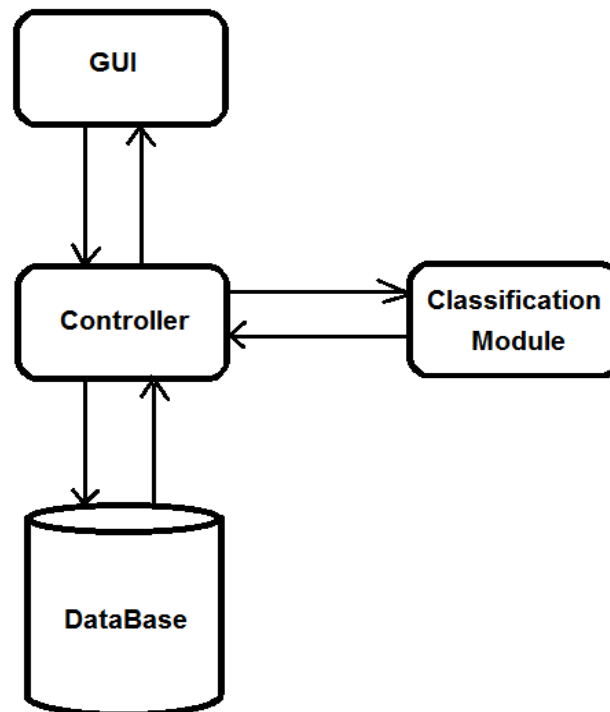 GUI
Controller
Classification
Module
DataBase